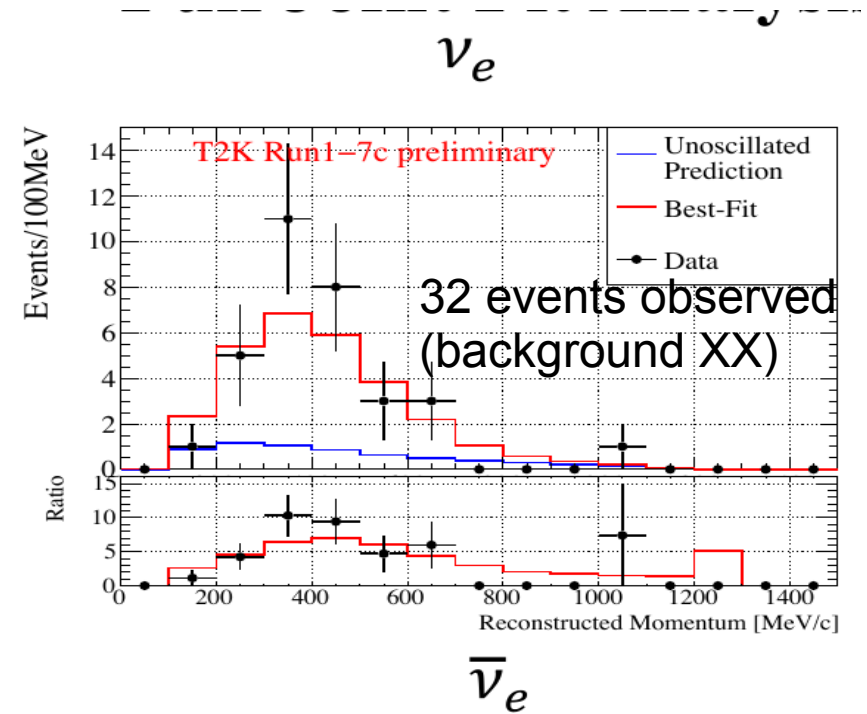 ν_e
T2K Run1−7c preliminary
Unoscillated
Prediction
Best-Fit
Data
32 events observed
(background XX)
Events/100MeV
14
12
10
8
6
4
2
0
Ratio
15
10
5
0
0 200 400 600 800 1000 1200 1400
Reconstructed Momentum [MeV/c]
ν̅_e